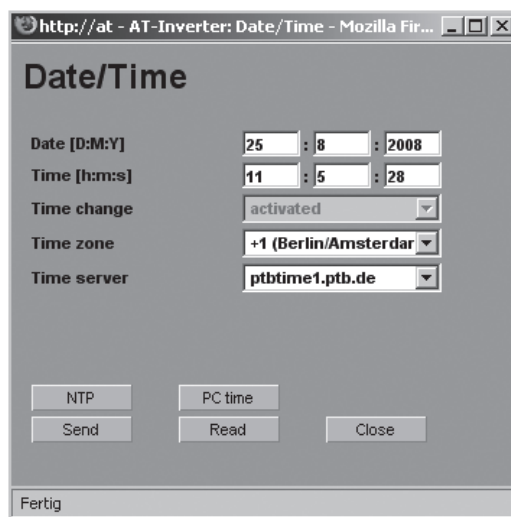 http://at - AT-Inverter: Date/Time - Mozilla Fir...
Date/Time
Date [D:M:Y] 25 : 8 : 2008
Time [h:m:s] 11 : 5 : 28
Time change activated
Time zone +1 (Berlin/Amsterdar
Time server ptbtime1.ptb.de
NTP PC time
Send Read Close
Fertig